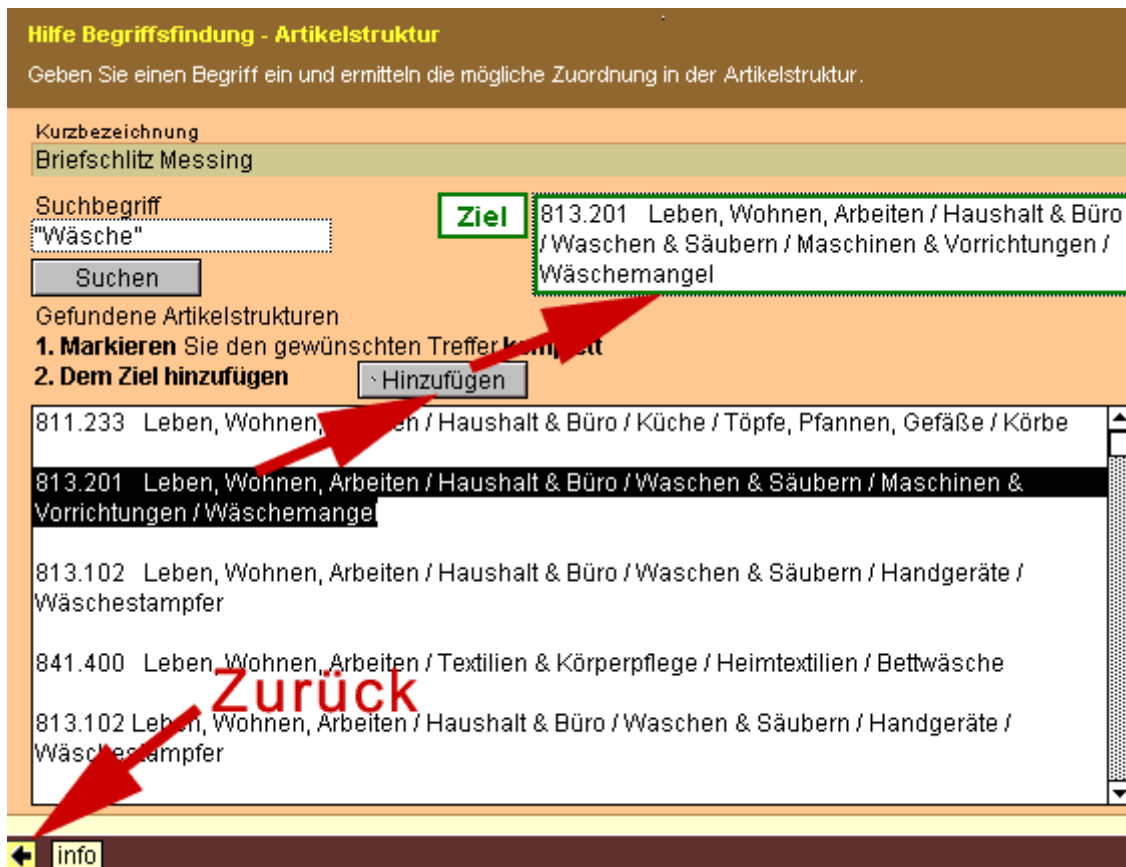 Hilfe Begriffsfindung - Artikelstruktur
Geben Sie einen Begriff ein und ermitteln die mögliche Zuordnung in der Artikelstruktur.
Kurzbezeichnung
Briefschlitz Messing
Suchbegriff
"Wäsche"
Suchen
Ziel
813.201 Leben, Wohnen, Arbeiten / Haushalt & Büro
/ Waschen & Säubern / Maschinen & Vorrichtungen /
Wäschemangel
Gefundene Artikelstrukturen
1. Markieren Sie den gewünschten Treffer komplett
2. Dem Ziel hinzufügen
Hinzufügen
811.233 Leben, Wohnen, Arbeiten / Haushalt & Büro / Küche / Töpfe, Pfannen, Gefäße / Körbe
813.201 Leben, Wohnen, Arbeiten / Haushalt & Büro / Waschen & Säubern / Maschinen &
Vorrichtungen / Wäschemangel
813.102 Leben, Wohnen, Arbeiten / Haushalt & Büro / Waschen & Säubern / Handgeräte /
Wäschestampfer
841.400 Leben, Wohnen, Arbeiten / Textilien & Körperpflege / Heimtextilien / Bettwäsche
Zurück
813.102 Leben, Wohnen, Arbeiten / Haushalt & Büro / Waschen & Säubern / Handgeräte /
Wäschestampfer
info